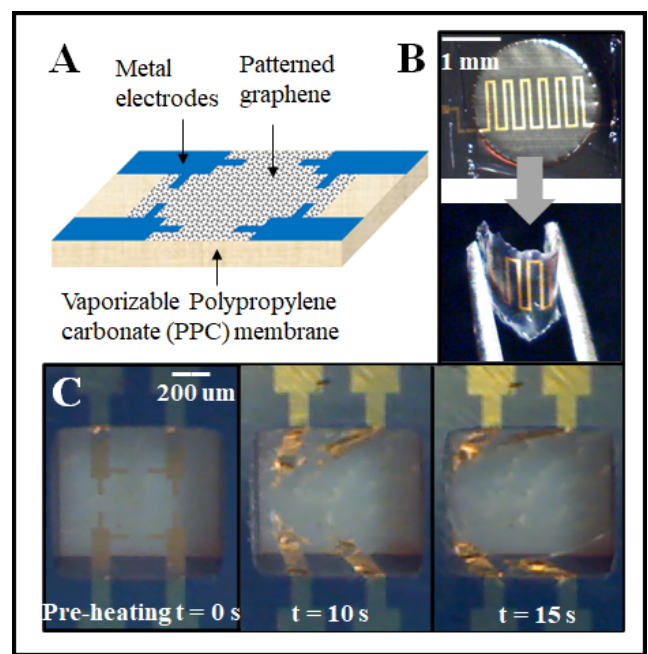 A
Metal
electrodes
Patterned
graphene
Vaporizable Polypropylene
carbonate (PPC) membrane
B
1 mm
C
200 um
Pre-heating t = 0 s
t = 10 s
t = 15 s